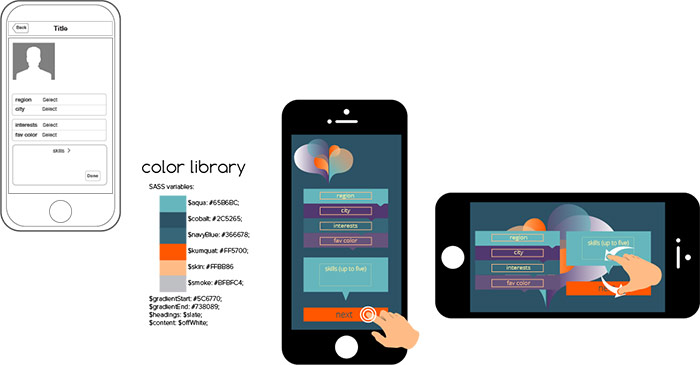 Back
Title
region Select
city Select
interests Select
fav color Select
skills >
Done
color library
SASS variables:
$aqua: #65B6BC;
$cobalt: #2C5265;
$navyBlue: #366678;
$kumquat: #FF5700;
$skin: #FFBB86
$smoke: #BFBFC4;
$gradientStart: #5C6770;
$gradientEnd: #738089;
$headings: $slate;
$content: $offWhite;
region
city
interests
fav color
skills (up to five)
next
region
city
interests
fav color
skills (up to five)